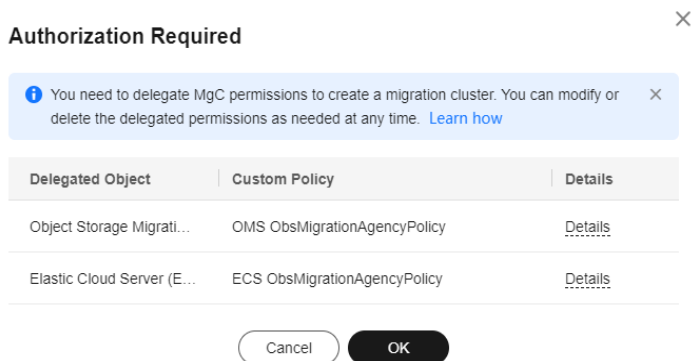 Authorization Required
You need to delegate MgC permissions to create a migration cluster. You can modify or
delete the delegated permissions as needed at any time. Learn how
Delegated Object Custom Policy Details
Object Storage Migrati... OMS ObsMigrationAgencyPolicy Details
Elastic Cloud Server (E... ECS ObsMigrationAgencyPolicy Details
Cancel OK